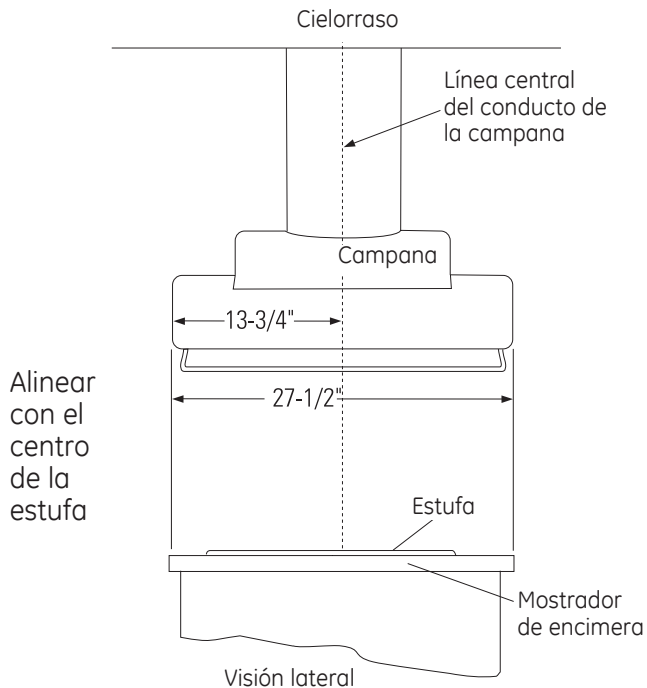 Cielorraso
Línea central
del conducto de
la campana
Campana
13-3/4"
27-1/2"
Alinear
con el
centro
de la
estufa
Estufa
Mostrador
de encimera
Visión lateral